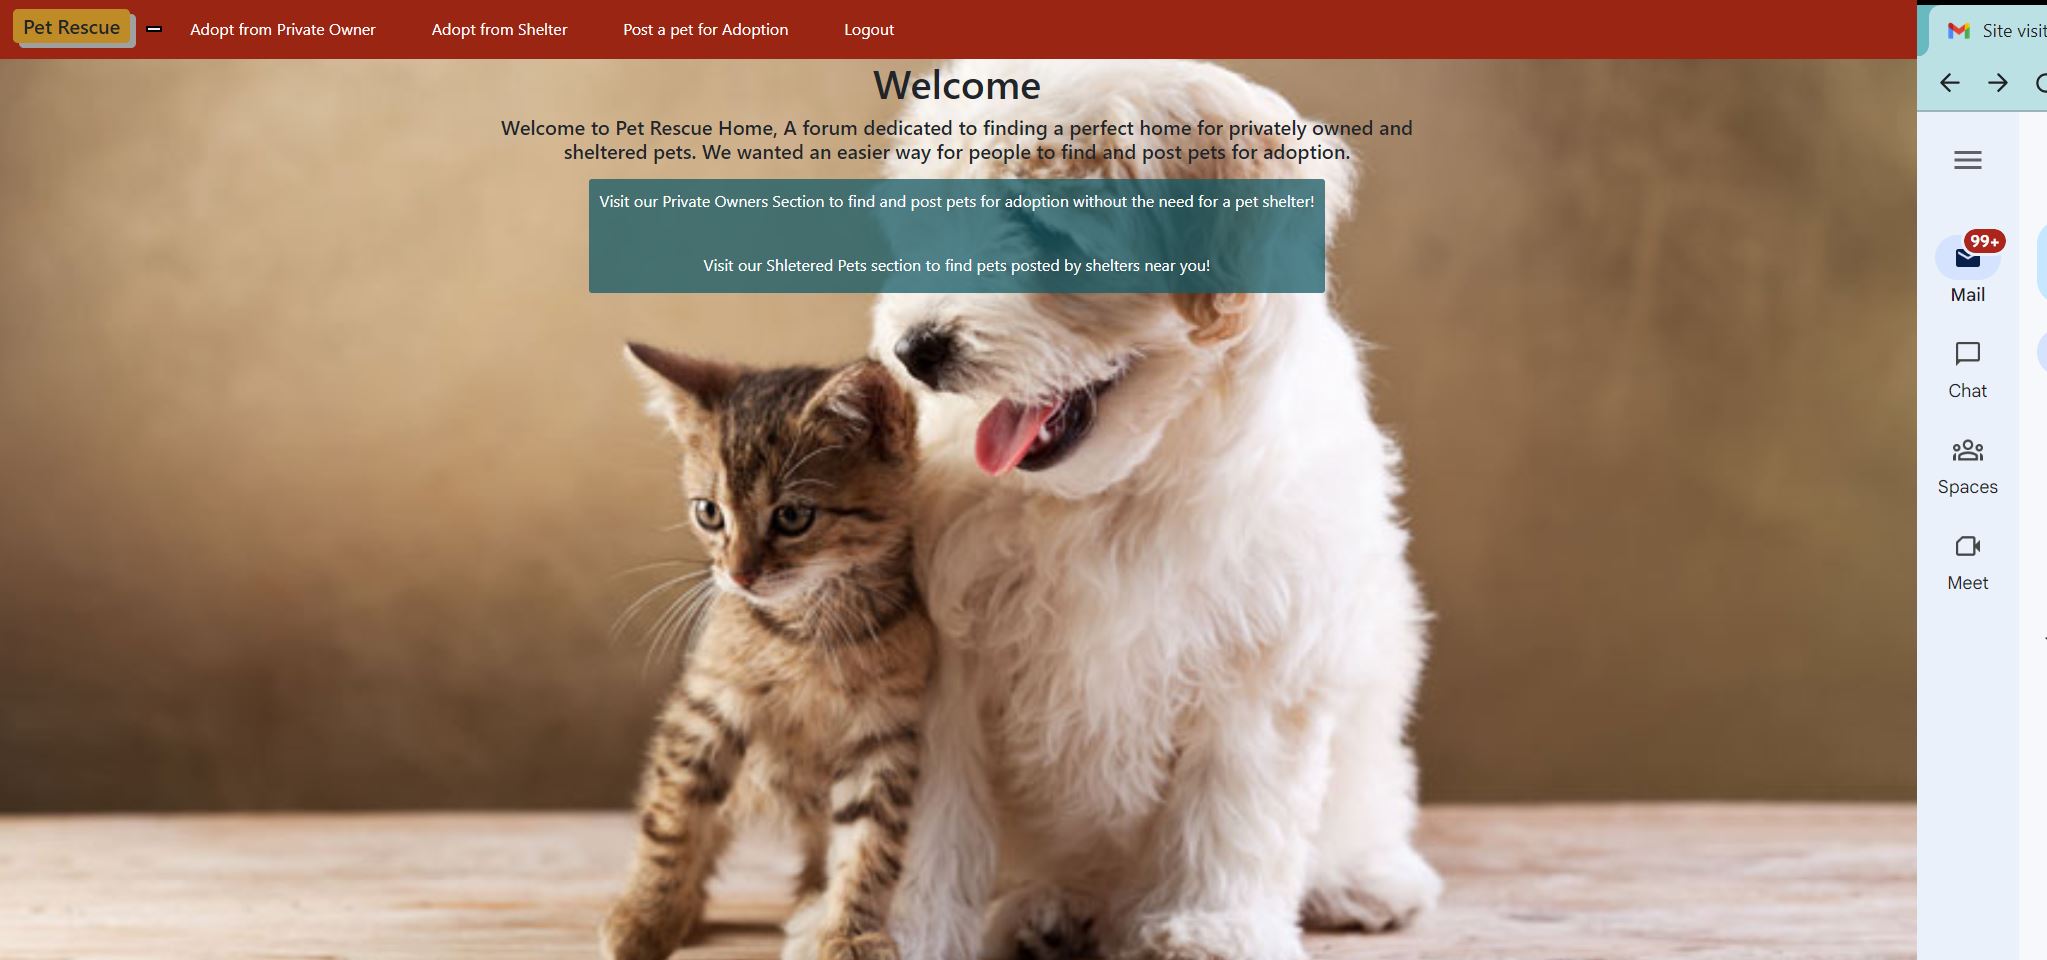 Pet Rescue
Adopt from Private Owner
Adopt from Shelter
Post a pet for Adoption
Logout
Welcome
Welcome to Pet Rescue Home, A forum dedicated to finding a perfect home for privately owned and
sheltered pets. We wanted an easier way for people to find and post pets for adoption.
Visit our Private Owners Section to find and post pets for adoption without the need for a pet shelter!
Visit our Shletered Pets section to find pets posted by shelters near you!
Site visit
99+
Mail
Chat
Spaces
Meet